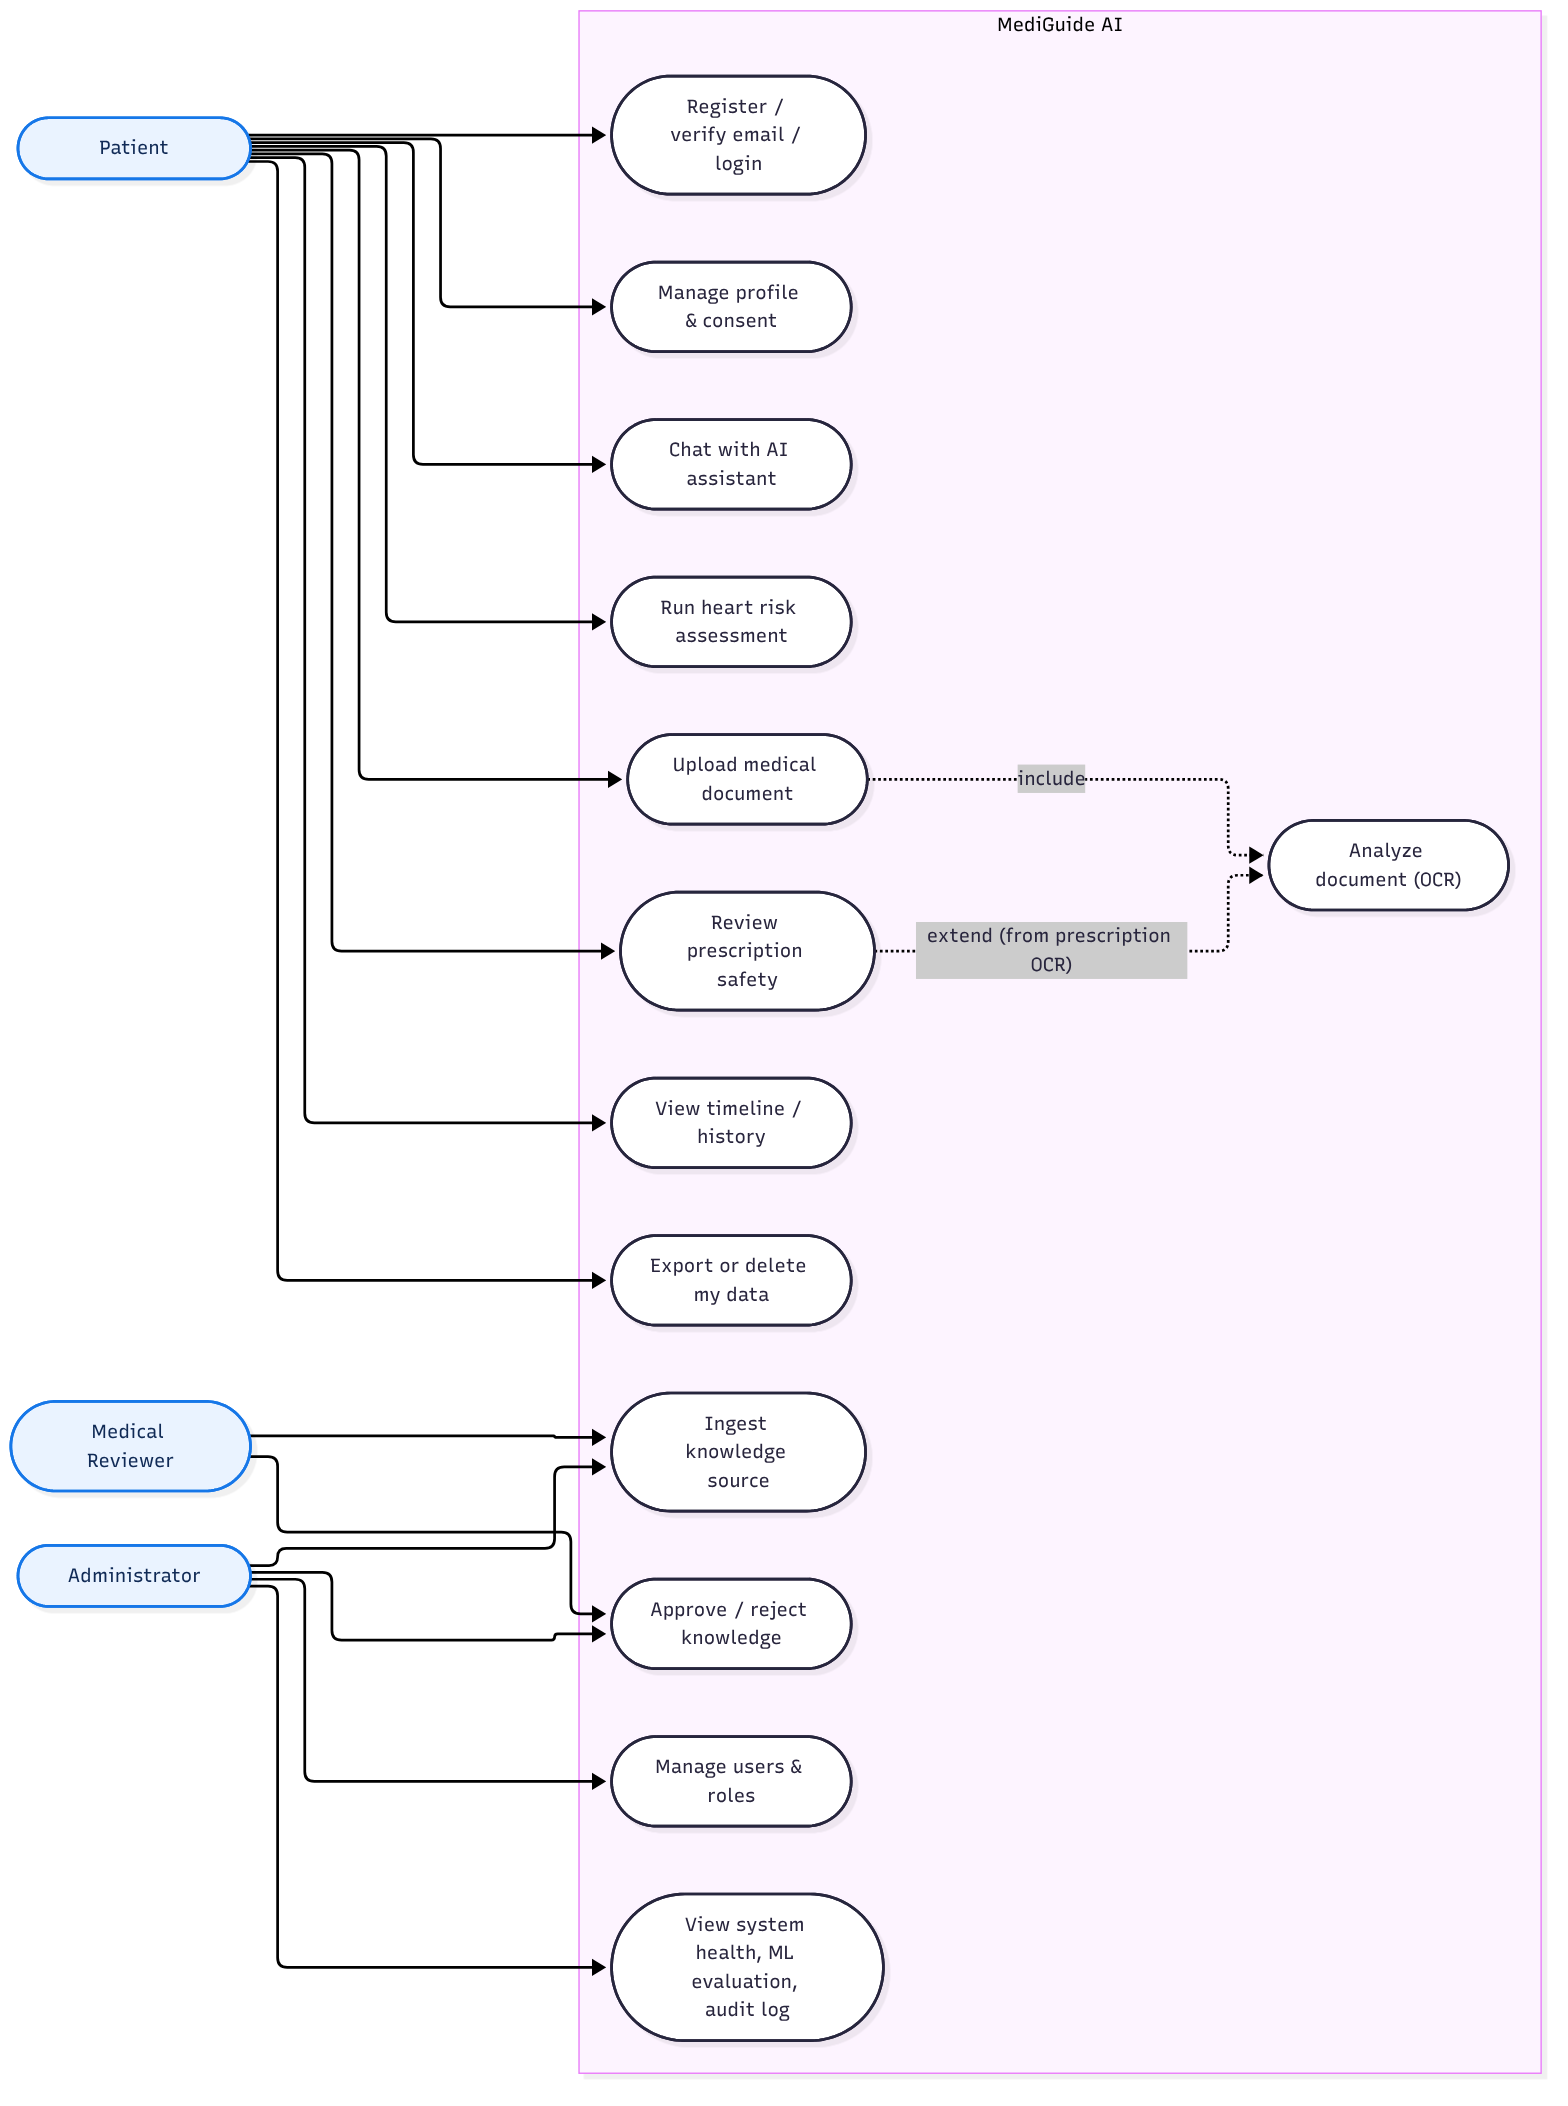 MediGuide AI
Patient
Register /
verify email /
login
Manage profile
& consent
Chat with AI
assistant
Run heart risk
assessment
Upload medical
document
include
Analyze
document (OCR)
Review
prescription
safety
extend (from prescription
OCR)
View timeline /
history
Export or delete
my data
Medical
Reviewer
Ingest
knowledge
source
Administrator
Approve / reject
knowledge
Manage users &
roles
View system
health, ML
evaluation,
audit log